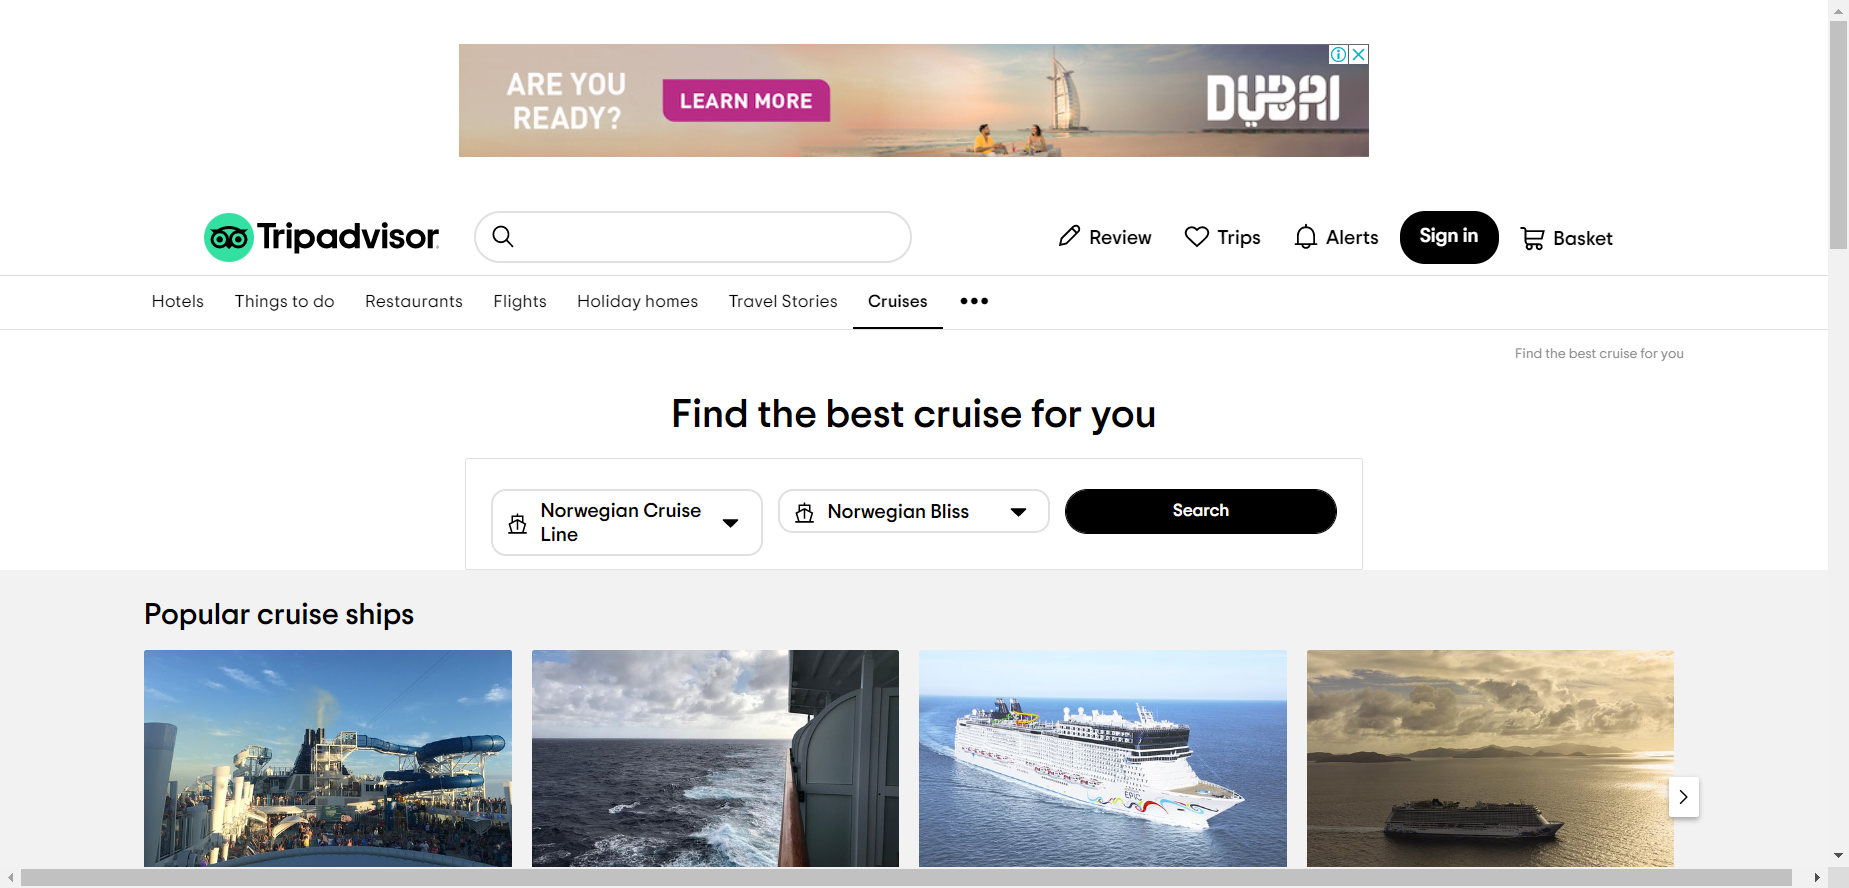 ARE YOU
READY?
LEARN MORE
DUBAI
Tripadvisor
Review
Trips
Alerts
Sign in
Basket
Hotels
Things to do
Restaurants
Flights
Holiday homes
Travel Stories
Cruises
Find the best cruise for you
Find the best cruise for you
Norwegian Cruise
Line
Norwegian Bliss
Search
Popular cruise ships
EPIC